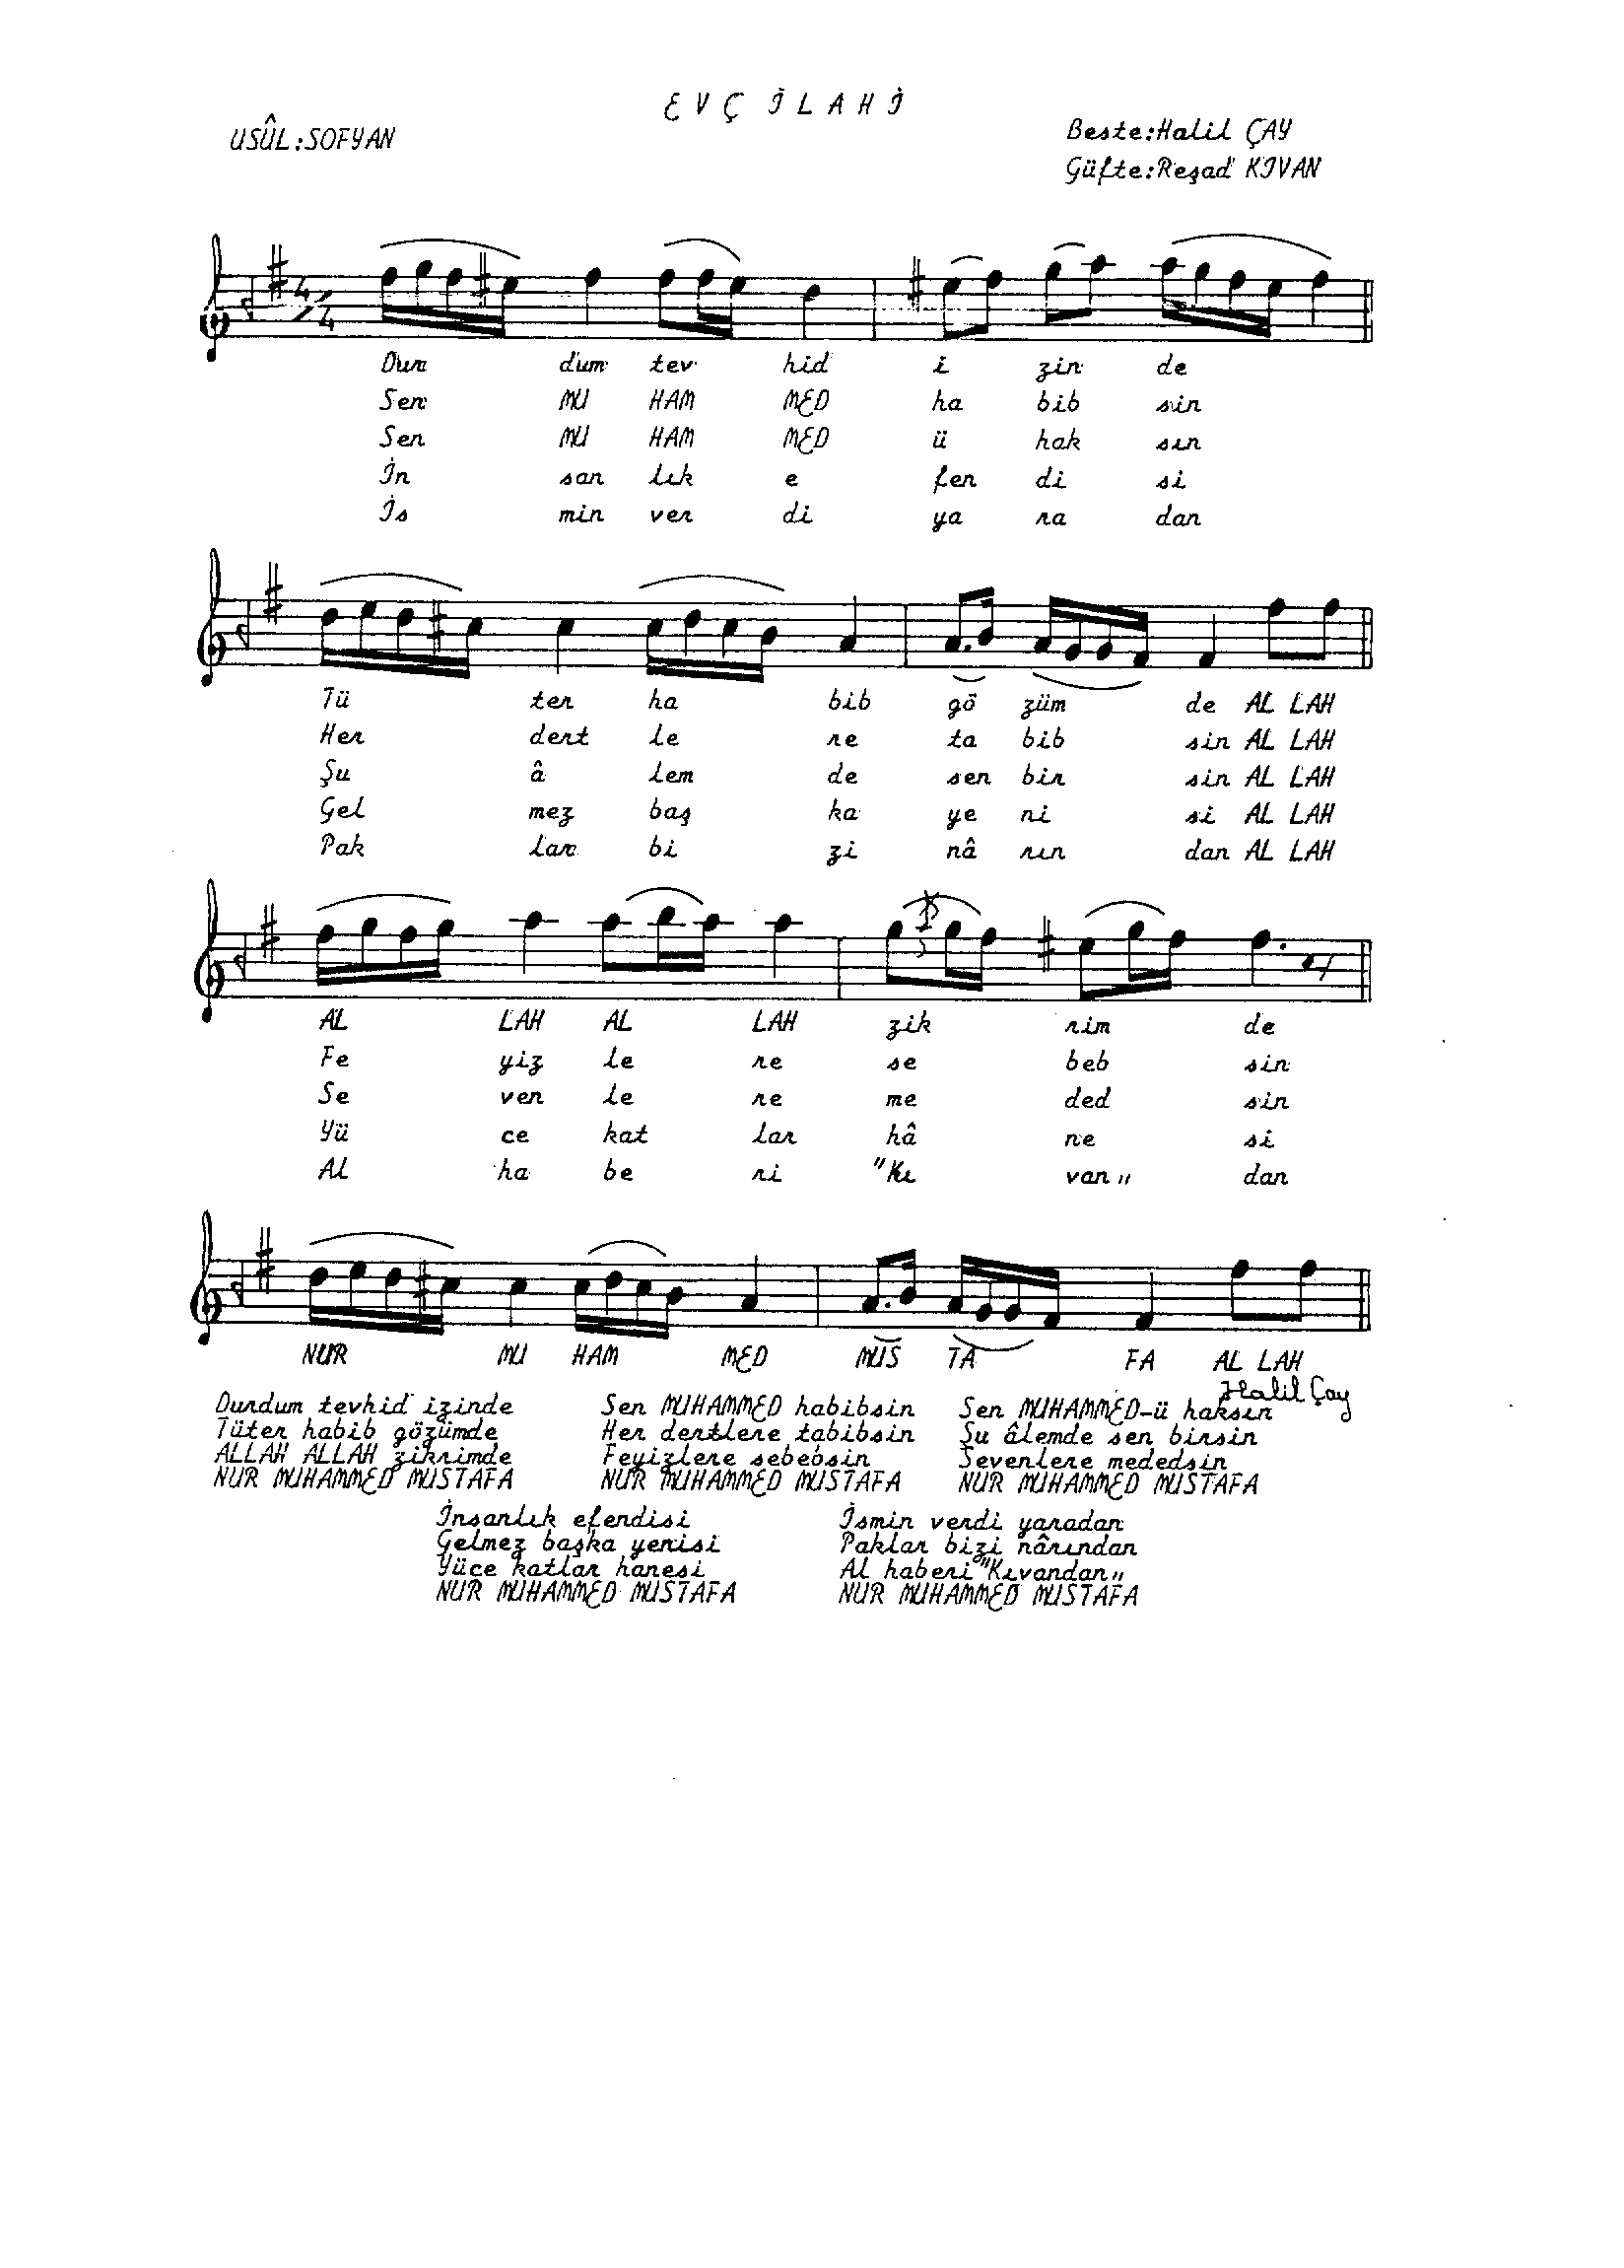 EVÇ İLAHİ
USÛL:SOFYAN
Beste:Halil ÇAY
Güfte:Reşad KIVAN
4/4
Dur dum tev hid i zin de
Sen MU HAM MED ha bib sin
Sen MU HAM MED ü hak sın
İn san lık e fen di si
İs min ver di ya ra dan
Tü ter ha bib gö züm de AL LAH
Her dert le re ta bib sin AL LAH
Şu â lem de sen bir sin AL LAH
Gel mez baş ka ye ni si AL LAH
Pak lar bi zi nâ rın dan AL LAH
AL LAH AL LAH zik rim de
Fe yiz le re se beb sin
Se ven le re me ded sin
Yü ce kat lar hâ ne si
Al ha be ri "Kı van" dan
NUR MU HAM MED MUS TA FA AL LAH
Halil Çay
Durdum tevhid izinde
Tüter habib gözümde
ALLAH ALLAH zikrimde
NUR MUHAMMED MUSTAFA
Sen MUHAMMED habibsin
Her dertlere tabibsin
Feyizlere sebebsin
NUR MUHAMMED MUSTAFA
Sen MUHAMMED-ü haksın
Şu âlemde sen birsin
Sevenlere mededsin
NUR MUHAMMED MUSTAFA
İnsanlık efendisi
Gelmez başka yenisi
Yüce katlar hanesi
NUR MUHAMMED MUSTAFA
İsmin verdi yaradan
Paklar bizi nârından
Al haberi "Kıvandan"
NUR MUHAMMED MUSTAFA